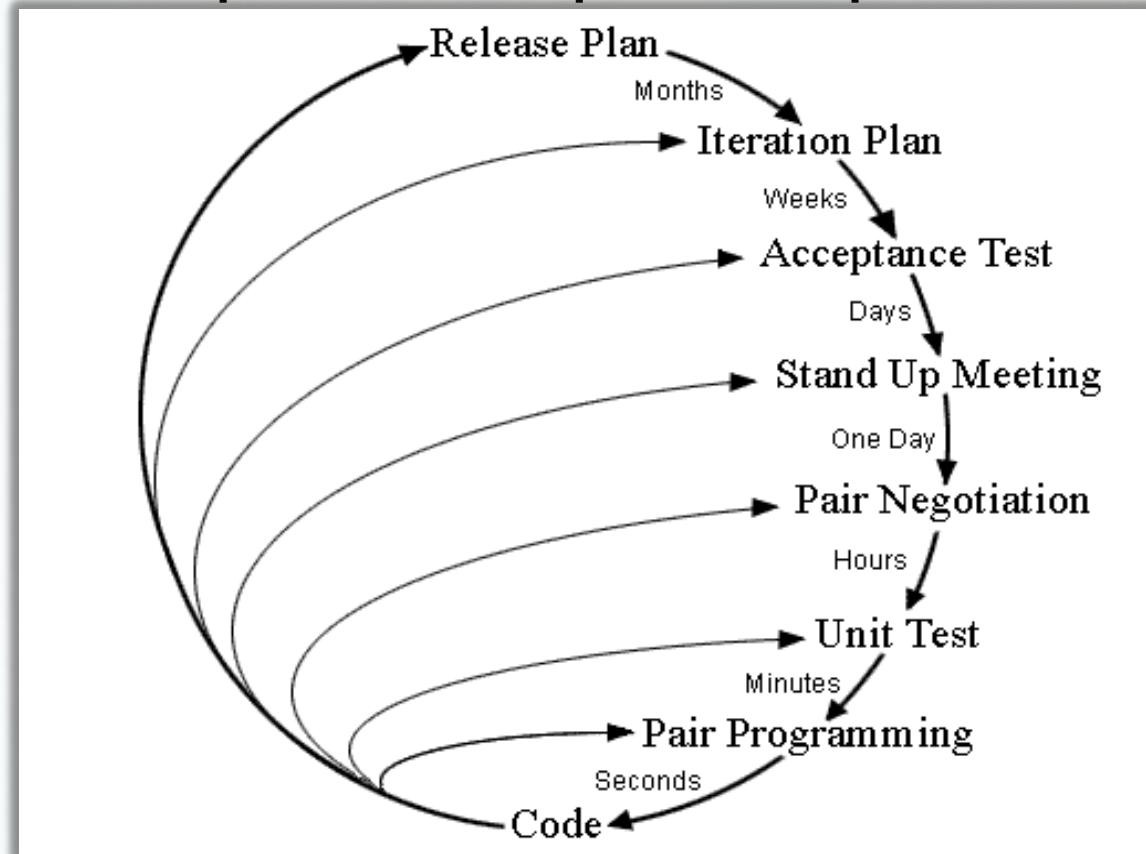 Release Plan
Months
Iteration Plan
Weeks
Acceptance Test
Days
Stand Up Meeting
One Day
Pair Negotiation
Hours
Unit Test
Minutes
Pair Programming
Seconds
Code